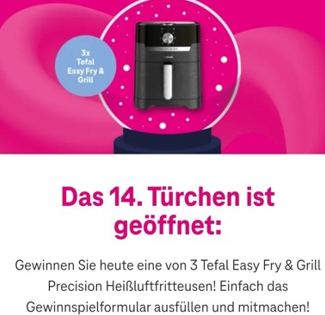 3x
Tefal
Easy Fry &
Grill
Das 14. Türchen ist
geöffnet:
Gewinnen Sie heute eine von 3 Tefal Easy Fry & Grill
Precision Heißluftfritteusen! Einfach das
Gewinnspielformular ausfüllen und mitmachen!